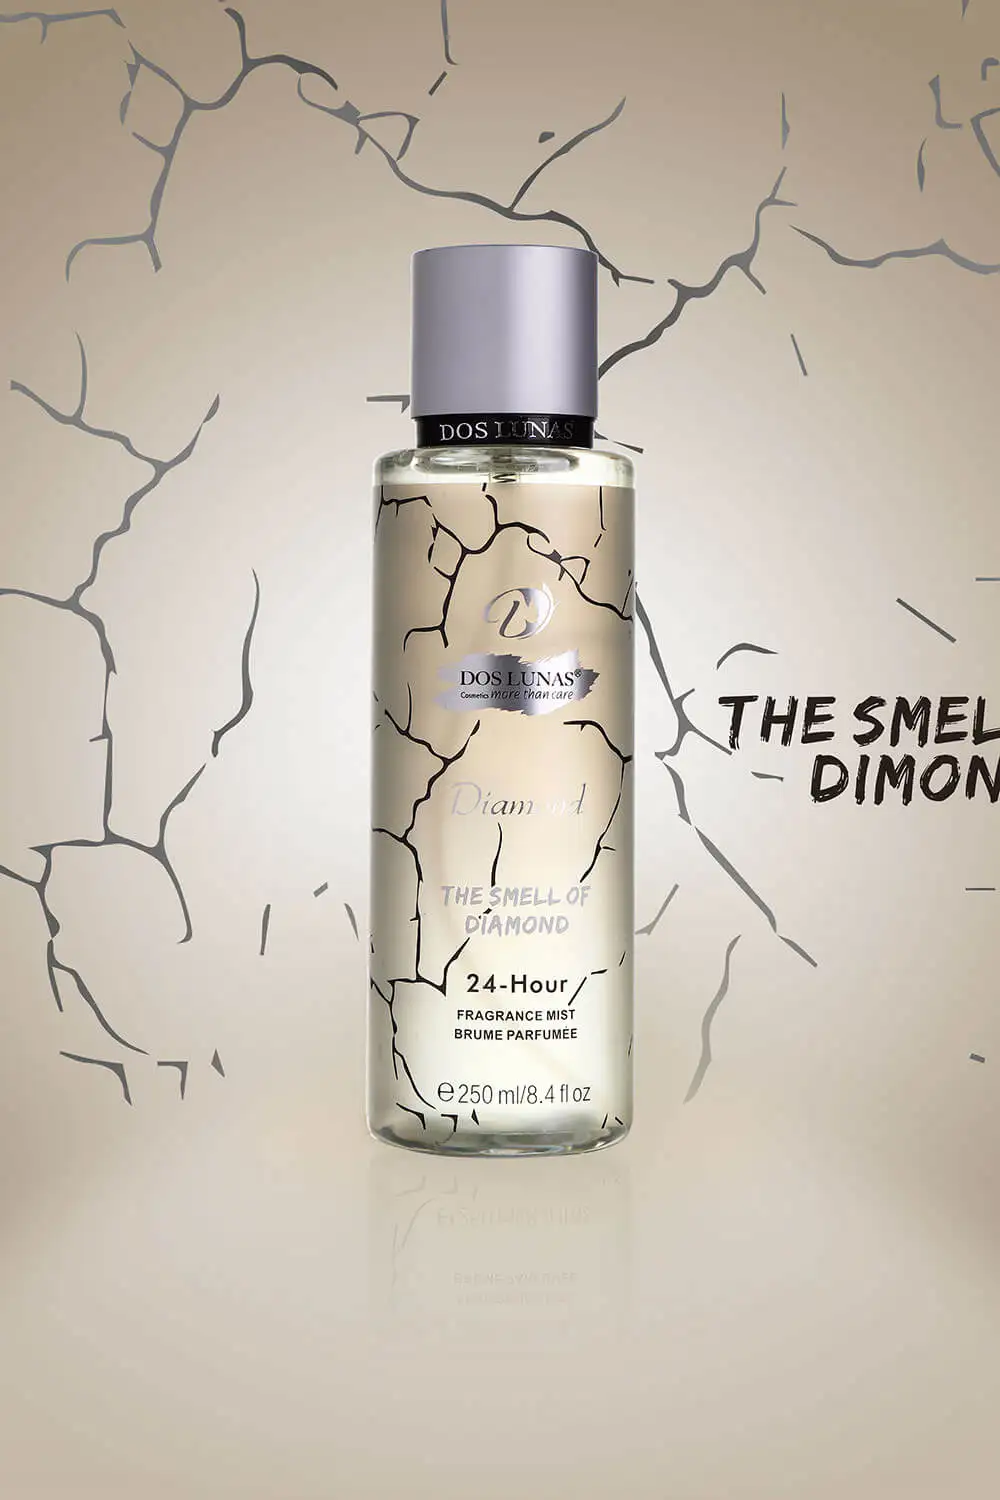 DOS LUNAS
DOS LUNAS®
Cosmetics more than care
Diamond
THE SMELL OF
DIAMOND
24-Hour
FRAGRANCE MIST
BRUME PARFUMÉE
e 250 ml/8.4 fl oz
THE SMEL
DIMON